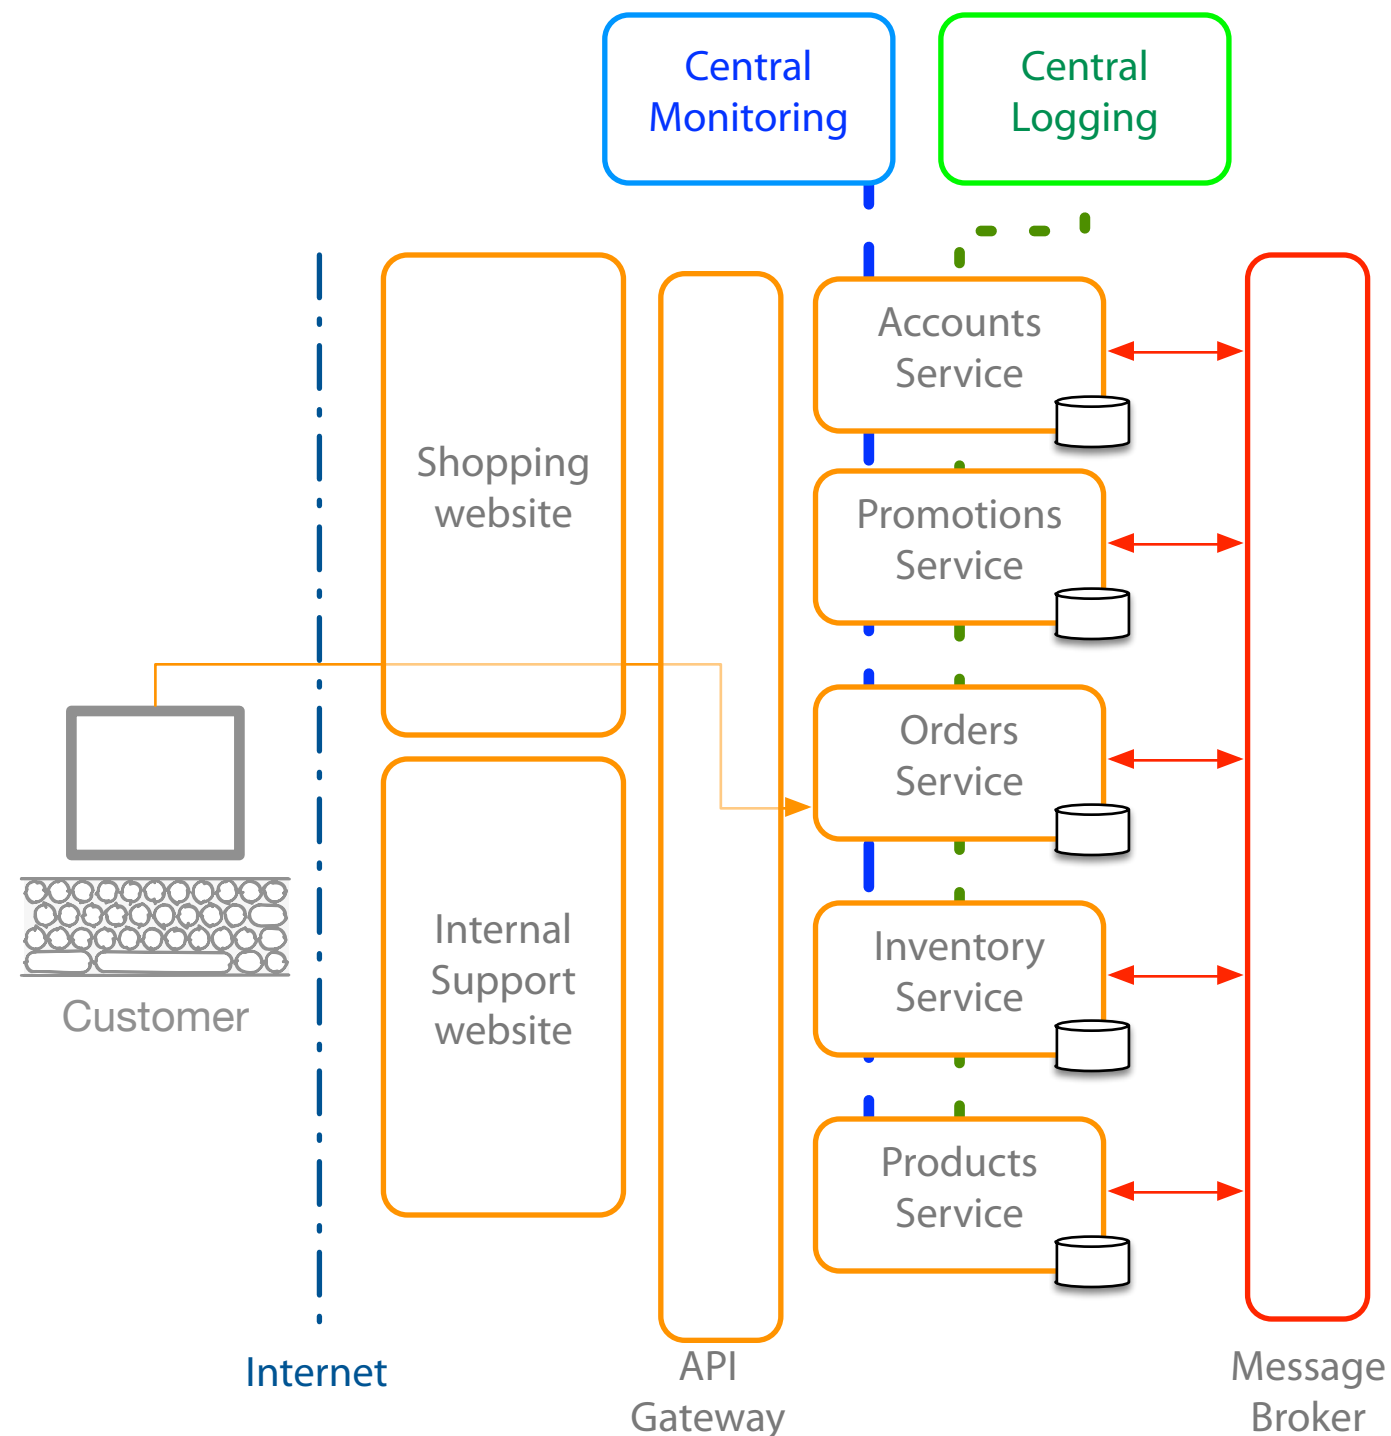 Central
Monitoring
Central
Logging
Accounts
Service
Shopping
website
Promotions
Service
Orders
Service
Internal
Support
website
Inventory
Service
Customer
Products
Service
Internet
API
Gateway
Message
Broker